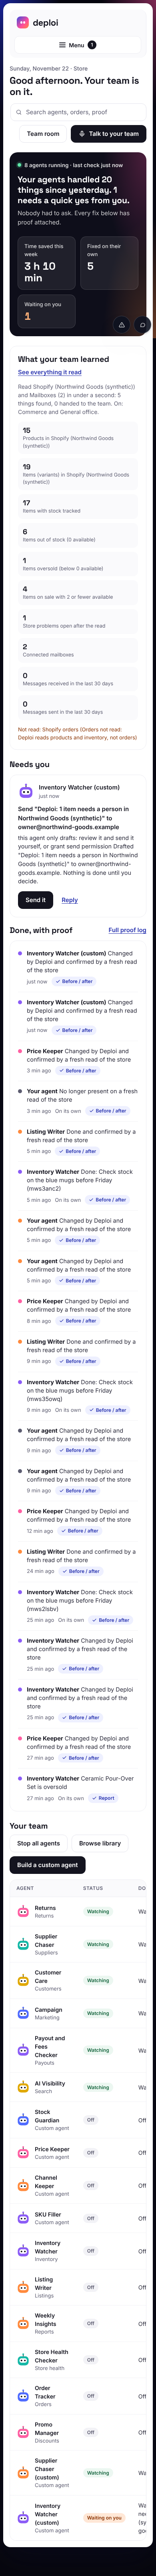 deploi
Menu 1
Sunday, November 22 · Store
Good afternoon. Your team is
on it.
Search agents, orders, proof
Team room
Talk to your team
8 agents running · last check just now
Your agents handled 20
things since yesterday. 1
needs a quick yes from you.
Nobody had to ask. Every fix below has
proof attached.
Time saved this
week
3 h 10
min
Fixed on their
own
5
Waiting on you
1
What your team learned
See everything it read
Read Shopify (Northwind Goods (synthetic))
and Mailboxes (2) in under a second: 5
things found, 0 handed to the team. On:
Commerce and General office.
15
Products in Shopify (Northwind Goods
(synthetic))
19
Items (variants) in Shopify (Northwind Goods
(synthetic))
17
Items with stock tracked
6
Items out of stock (0 available)
1
Items oversold (below 0 available)
4
Items on sale with 2 or fewer available
1
Store problems open after the read
2
Connected mailboxes
0
Messages received in the last 30 days
0
Messages sent in the last 30 days
Not read: Shopify orders (Orders not read:
Deploi reads products and inventory, not orders)
Needs you
Inventory Watcher (custom)
just now
Send "Deploi: 1 item needs a person in
Northwind Goods (synthetic)" to
owner@northwind-goods.example
this agent only drafts: review it and send it
yourself, or grant it send permission Drafted
"Deploi: 1 item needs a person in Northwind
Goods (synthetic)" to owner@northwind-
goods.example. Nothing is done until you
decide.
Send it
Reply
Done, with proof
Full proof log
Inventory Watcher (custom) Changed
by Deploi and confirmed by a fresh read
of the store
just now ✓ Before / after
Inventory Watcher (custom) Changed
by Deploi and confirmed by a fresh read
of the store
just now ✓ Before / after
Price Keeper Changed by Deploi and
confirmed by a fresh read of the store
3 min ago ✓ Before / after
Your agent No longer present on a fresh
read of the store
3 min ago On its own ✓ Before / after
Listing Writer Done and confirmed by a
fresh read of the store
5 min ago ✓ Before / after
Inventory Watcher Done: Check stock
on the blue mugs before Friday
(mws3anc2)
5 min ago On its own ✓ Before / after
Your agent Changed by Deploi and
confirmed by a fresh read of the store
5 min ago ✓ Before / after
Your agent Changed by Deploi and
confirmed by a fresh read of the store
5 min ago ✓ Before / after
Price Keeper Changed by Deploi and
confirmed by a fresh read of the store
8 min ago ✓ Before / after
Listing Writer Done and confirmed by a
fresh read of the store
9 min ago ✓ Before / after
Inventory Watcher Done: Check stock
on the blue mugs before Friday
(mws35owq)
9 min ago On its own ✓ Before / after
Your agent Changed by Deploi and
confirmed by a fresh read of the store
9 min ago ✓ Before / after
Your agent Changed by Deploi and
confirmed by a fresh read of the store
9 min ago ✓ Before / after
Price Keeper Changed by Deploi and
confirmed by a fresh read of the store
12 min ago ✓ Before / after
Listing Writer Done and confirmed by a
fresh read of the store
24 min ago ✓ Before / after
Inventory Watcher Done: Check stock
on the blue mugs before Friday
(mws2lsbv)
25 min ago On its own ✓ Before / after
Inventory Watcher Changed by Deploi
and confirmed by a fresh read of the
store
25 min ago ✓ Before / after
Inventory Watcher Changed by Deploi
and confirmed by a fresh read of the
store
25 min ago ✓ Before / after
Price Keeper Changed by Deploi and
confirmed by a fresh read of the store
27 min ago ✓ Before / after
Inventory Watcher Ceramic Pour-Over
Set is oversold
27 min ago On its own ✓ Report
Your team
Stop all agents
Browse library
Build a custom agent
AGENT STATUS DO
Returns
Returns
Watching
Wa
Supplier
Chaser
Suppliers
Watching
Wa
Customer
Care
Customers
Watching
Wa
Campaign
Marketing
Watching
Wa
Payout and
Fees
Checker
Payouts
Watching
Wa
AI Visibility
Search
Watching
Wa
Stock
Guardian
Custom agent
Off
Off
Price Keeper
Custom agent
Off
Off
Channel
Keeper
Custom agent
Off
Off
SKU Filler
Custom agent
Off
Off
Inventory
Watcher
Inventory
Off
Off
Listing
Writer
Listings
Off
Off
Weekly
Insights
Reports
Off
Off
Store Health
Checker
Store health
Off
Off
Order
Tracker
Orders
Off
Off
Promo
Manager
Discounts
Off
Off
Supplier
Chaser
(custom)
Custom agent
Watching
Wa
Inventory
Watcher
(custom)
Custom agent
Waiting on you
Wa
nee
(sy
go